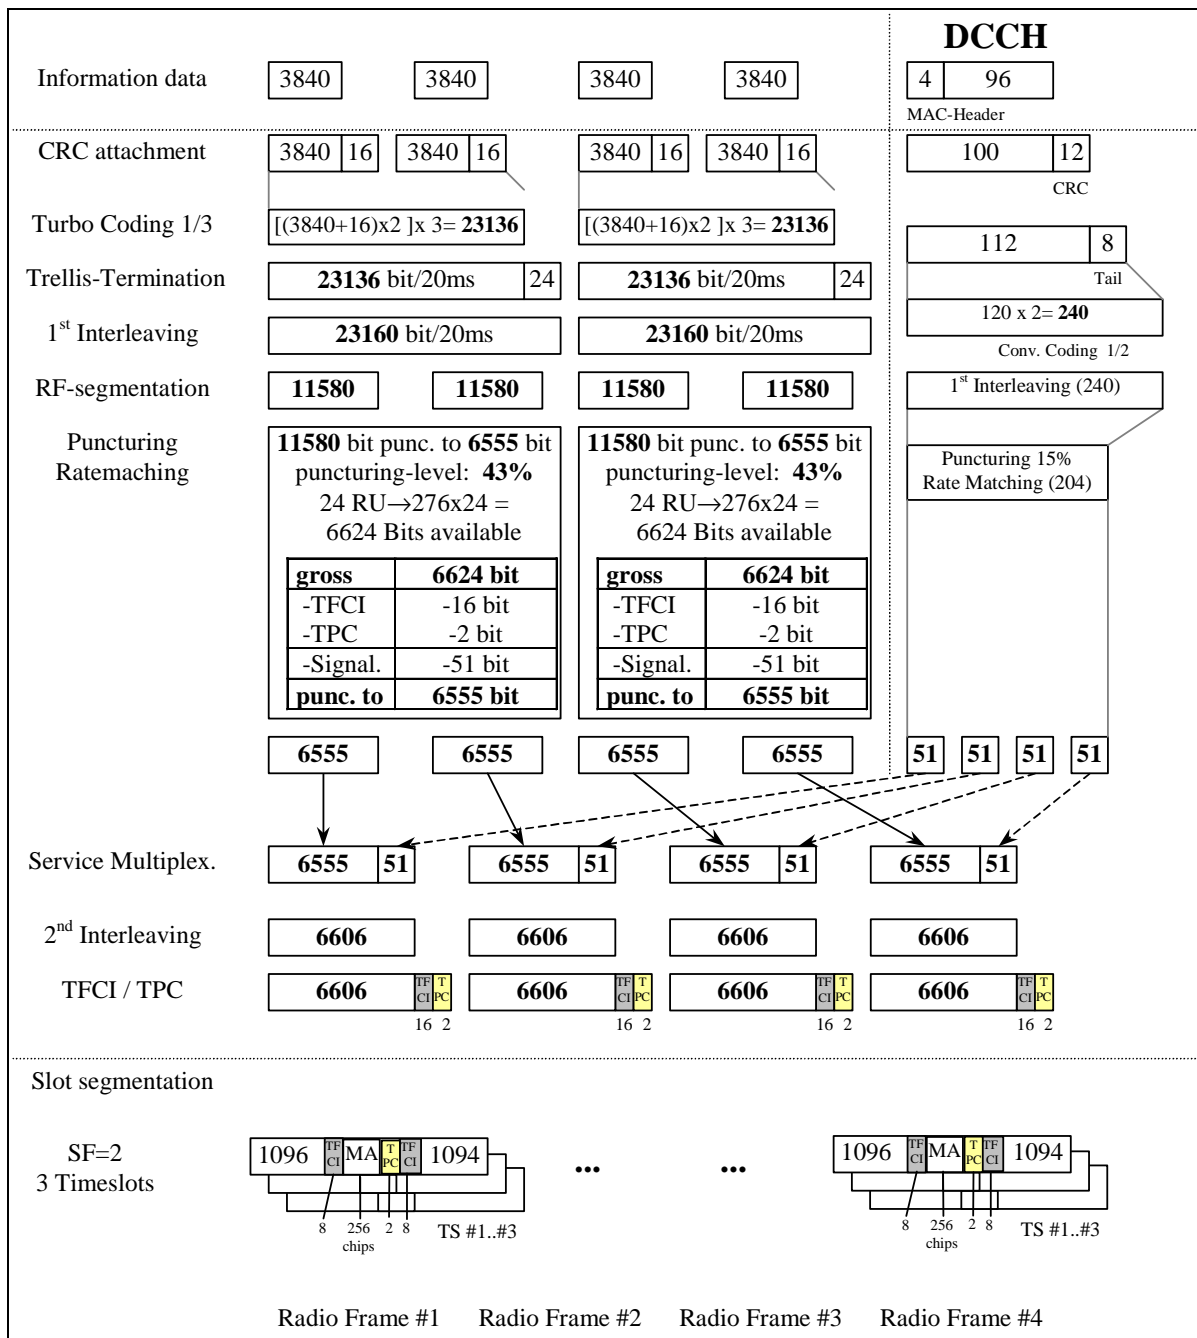 DCCH
Information data 3840 3840 3840 3840 4 96
MAC-Header
CRC attachment 3840 16 3840 16 3840 16 3840 16 100 12
CRC
Turbo Coding 1/3 [(3840+16)x2 ]x 3= 23136 [(3840+16)x2 ]x 3= 23136 112 8
Trellis-Termination 23136 bit/20ms 24 23136 bit/20ms 24 Tail
1st Interleaving 23160 bit/20ms 23160 bit/20ms 120 x 2= 240
Conv. Coding 1/2
RF-segmentation 11580 11580 11580 11580 1st Interleaving (240)
Puncturing
Ratemaching
11580 bit punc. to 6555 bit
puncturing-level: 43%
24 RU→276x24 =
6624 Bits available
gross 6624 bit
-TFCI -16 bit
-TPC -2 bit
-Signal. -51 bit
punc. to 6555 bit
11580 bit punc. to 6555 bit
puncturing-level: 43%
24 RU→276x24 =
6624 Bits available
gross 6624 bit
-TFCI -16 bit
-TPC -2 bit
-Signal. -51 bit
punc. to 6555 bit
Puncturing 15%
Rate Matching (204)
6555 6555 6555 6555 51 51 51 51
Service Multiplex. 6555 51 6555 51 6555 51 6555 51
2nd Interleaving 6606 6606 6606 6606
TFCI / TPC 6606 TF CI T PC 6606 TF CI T PC 6606 TF CI T PC 6606 TF CI T PC
16 2 16 2 16 2 16 2
Slot segmentation
SF=2
3 Timeslots
1096 TF CI MA T PC TF CI 1094 ... ... 1096 TF CI MA T PC TF CI 1094
8 256 2 8 TS #1..#3 8 256 2 8 TS #1..#3
chips chips
Radio Frame #1 Radio Frame #2 Radio Frame #3 Radio Frame #4